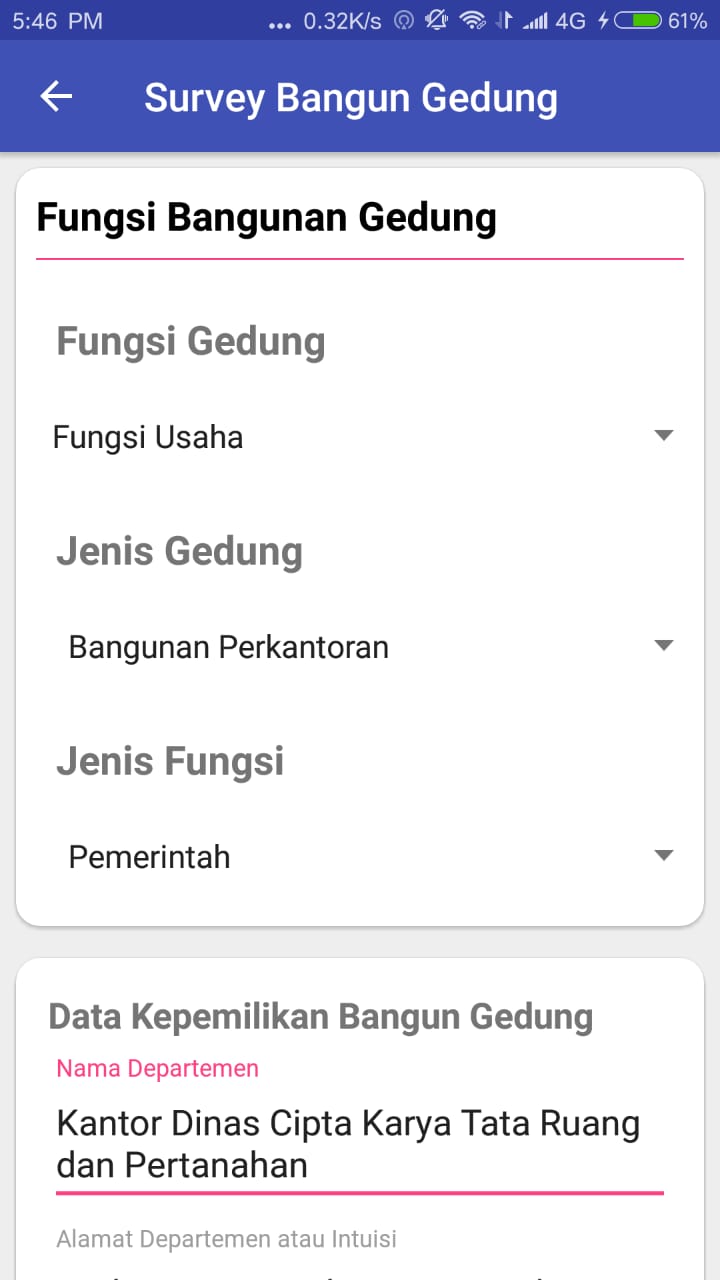 5:46 PM ... 0.32K/s 4G 61%
Survey Bangun Gedung
Fungsi Bangunan Gedung
Fungsi Gedung
Fungsi Usaha
Jenis Gedung
Bangunan Perkantoran
Jenis Fungsi
Pemerintah
Data Kepemilikan Bangun Gedung
Nama Departemen
Kantor Dinas Cipta Karya Tata Ruang
dan Pertanahan
Alamat Departemen atau Intuisi